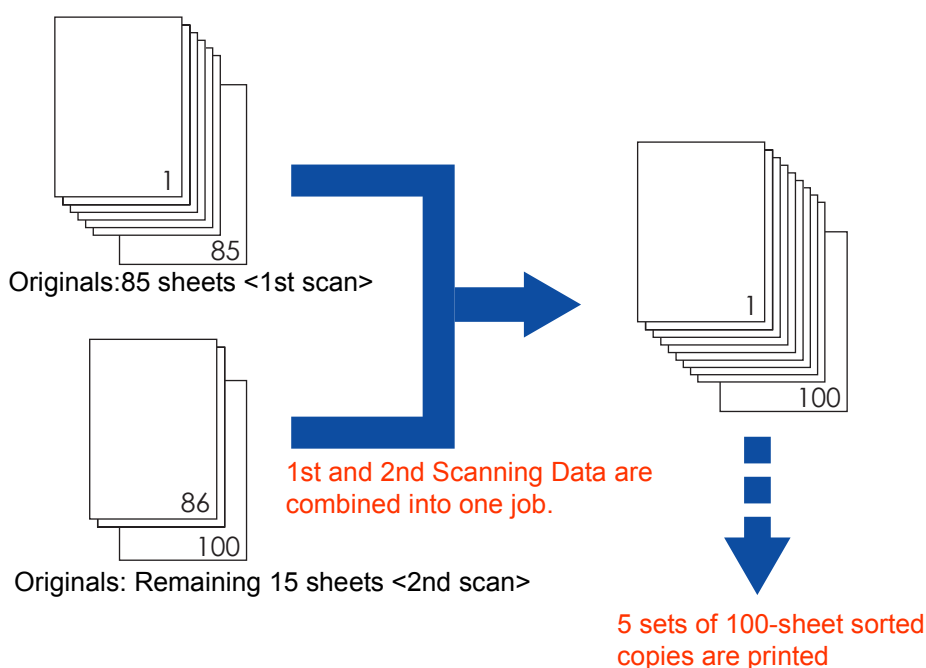 1
85
Originals:85 sheets <1st scan>
86
100
Originals: Remaining 15 sheets <2nd scan>
1st and 2nd Scanning Data are
combined into one job.
1
100
5 sets of 100-sheet sorted
copies are printed